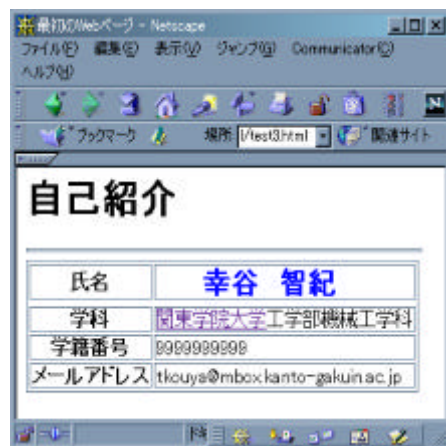 最初のWebページ - Netscape
ファイル(F) 編集(E) 表示(V) ジャンプ(G) Communicator(C)
ヘルプ(H)
ブックマーク 場所 l/test3.html 関連サイト
自己紹介
氏名 幸谷 智紀
学科 関東学院大学工学部機械工学科
学籍番号 9999999999
メールアドレス tkouya@mbox.kanto-gakuin.ac.jp